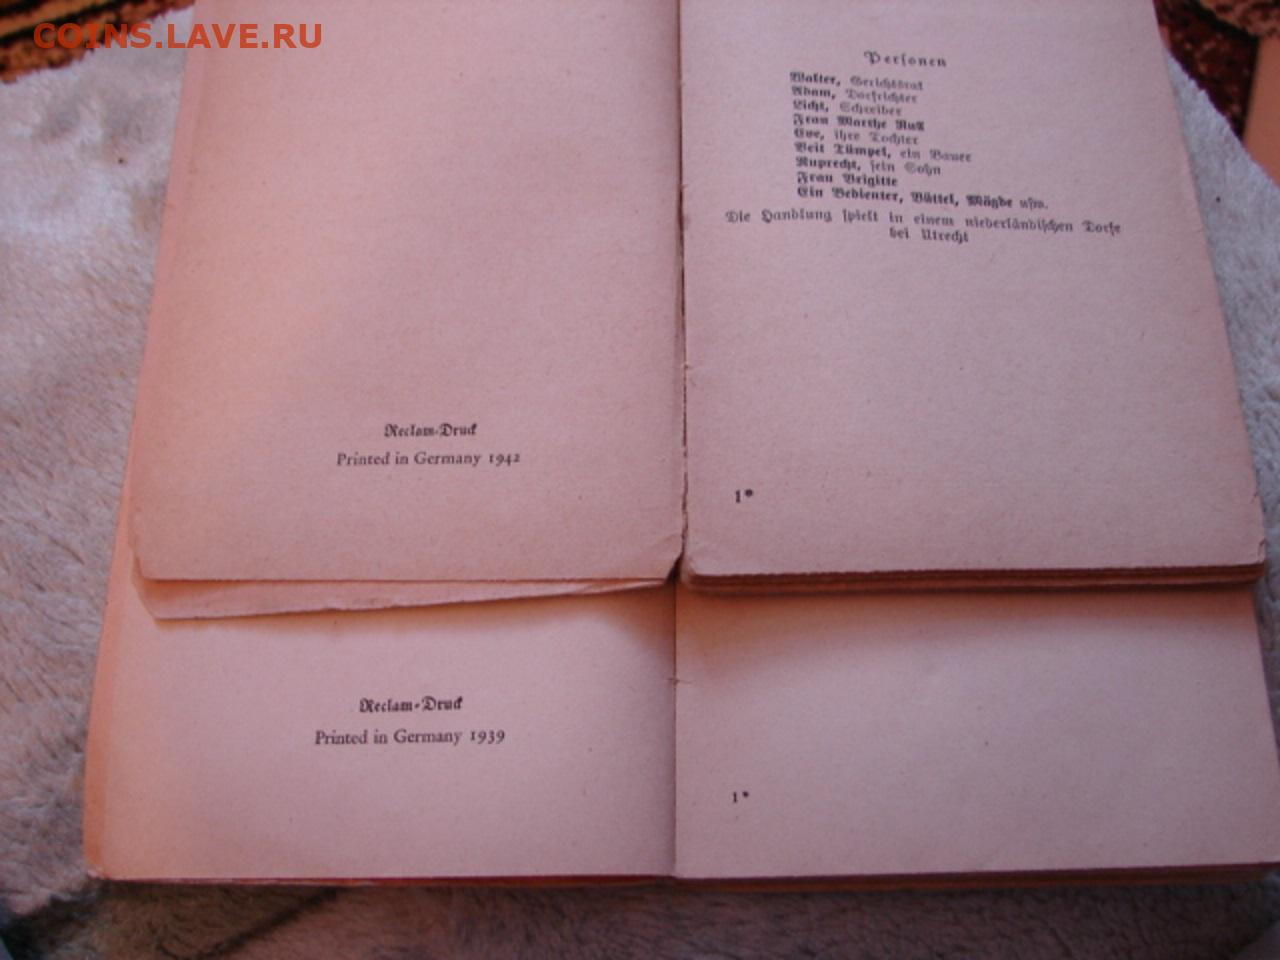 COINS.LAVE.RU
Personen
Walter, Gerichtsrat
Adam, Dorfrichter
Licht, Schreiber
Frau Marthe Rull
Eve, ihre Tochter
Veit Tümpel, ein Bauer
Ruprecht, sein Sohn
Frau Brigitte
Ein Bedienter, Büttel, Mägde usw.
Die Handlung spielt in einem niederländischen Dorfe
bei Utrecht
Reclam-Druck
Printed in Germany 1942
1*
Reclam-Druck
Printed in Germany 1939
1*